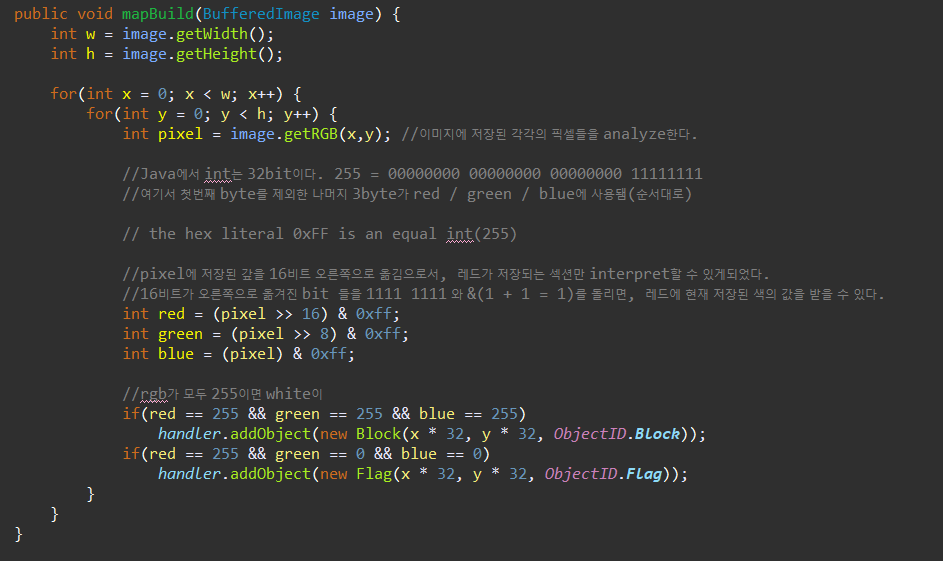 public void mapBuild(BufferedImage image) {
int w = image.getWidth();
int h = image.getHeight();
for(int x = 0; x < w; x++) {
for(int y = 0; y < h; y++) {
int pixel = image.getRGB(x,y); //이미지에 저장된 각각의 픽셀들을 analyze한다.
//Java에서 int는 32bit이다. 255 = 00000000 00000000 00000000 11111111
//여기서 첫번째 byte를 제외한 나머지 3byte가 red / green / blue에 사용됌(순서대로)
// the hex literal 0xFF is an equal int(255)
//pixel에 저장된 값을 16비트 오른쪽으로 옮김으로서, 레드가 저장되는 섹션만 interpret할 수 있게되었다.
//16비트가 오른쪽으로 옮겨진 bit 들을 1111 1111 와 &(1 + 1 = 1)를 돌리면, 레드에 현재 저장된 색의 값을 받을 수 있다.
int red = (pixel >> 16) & 0xff;
int green = (pixel >> 8) & 0xff;
int blue = (pixel) & 0xff;
//rgb가 모두 255이면 white이
if(red == 255 && green == 255 && blue == 255)
handler.addObject(new Block(x * 32, y * 32, ObjectID.Block));
if(red == 255 && green == 0 && blue == 0)
handler.addObject(new Flag(x * 32, y * 32, ObjectID.Flag));
}
}
}